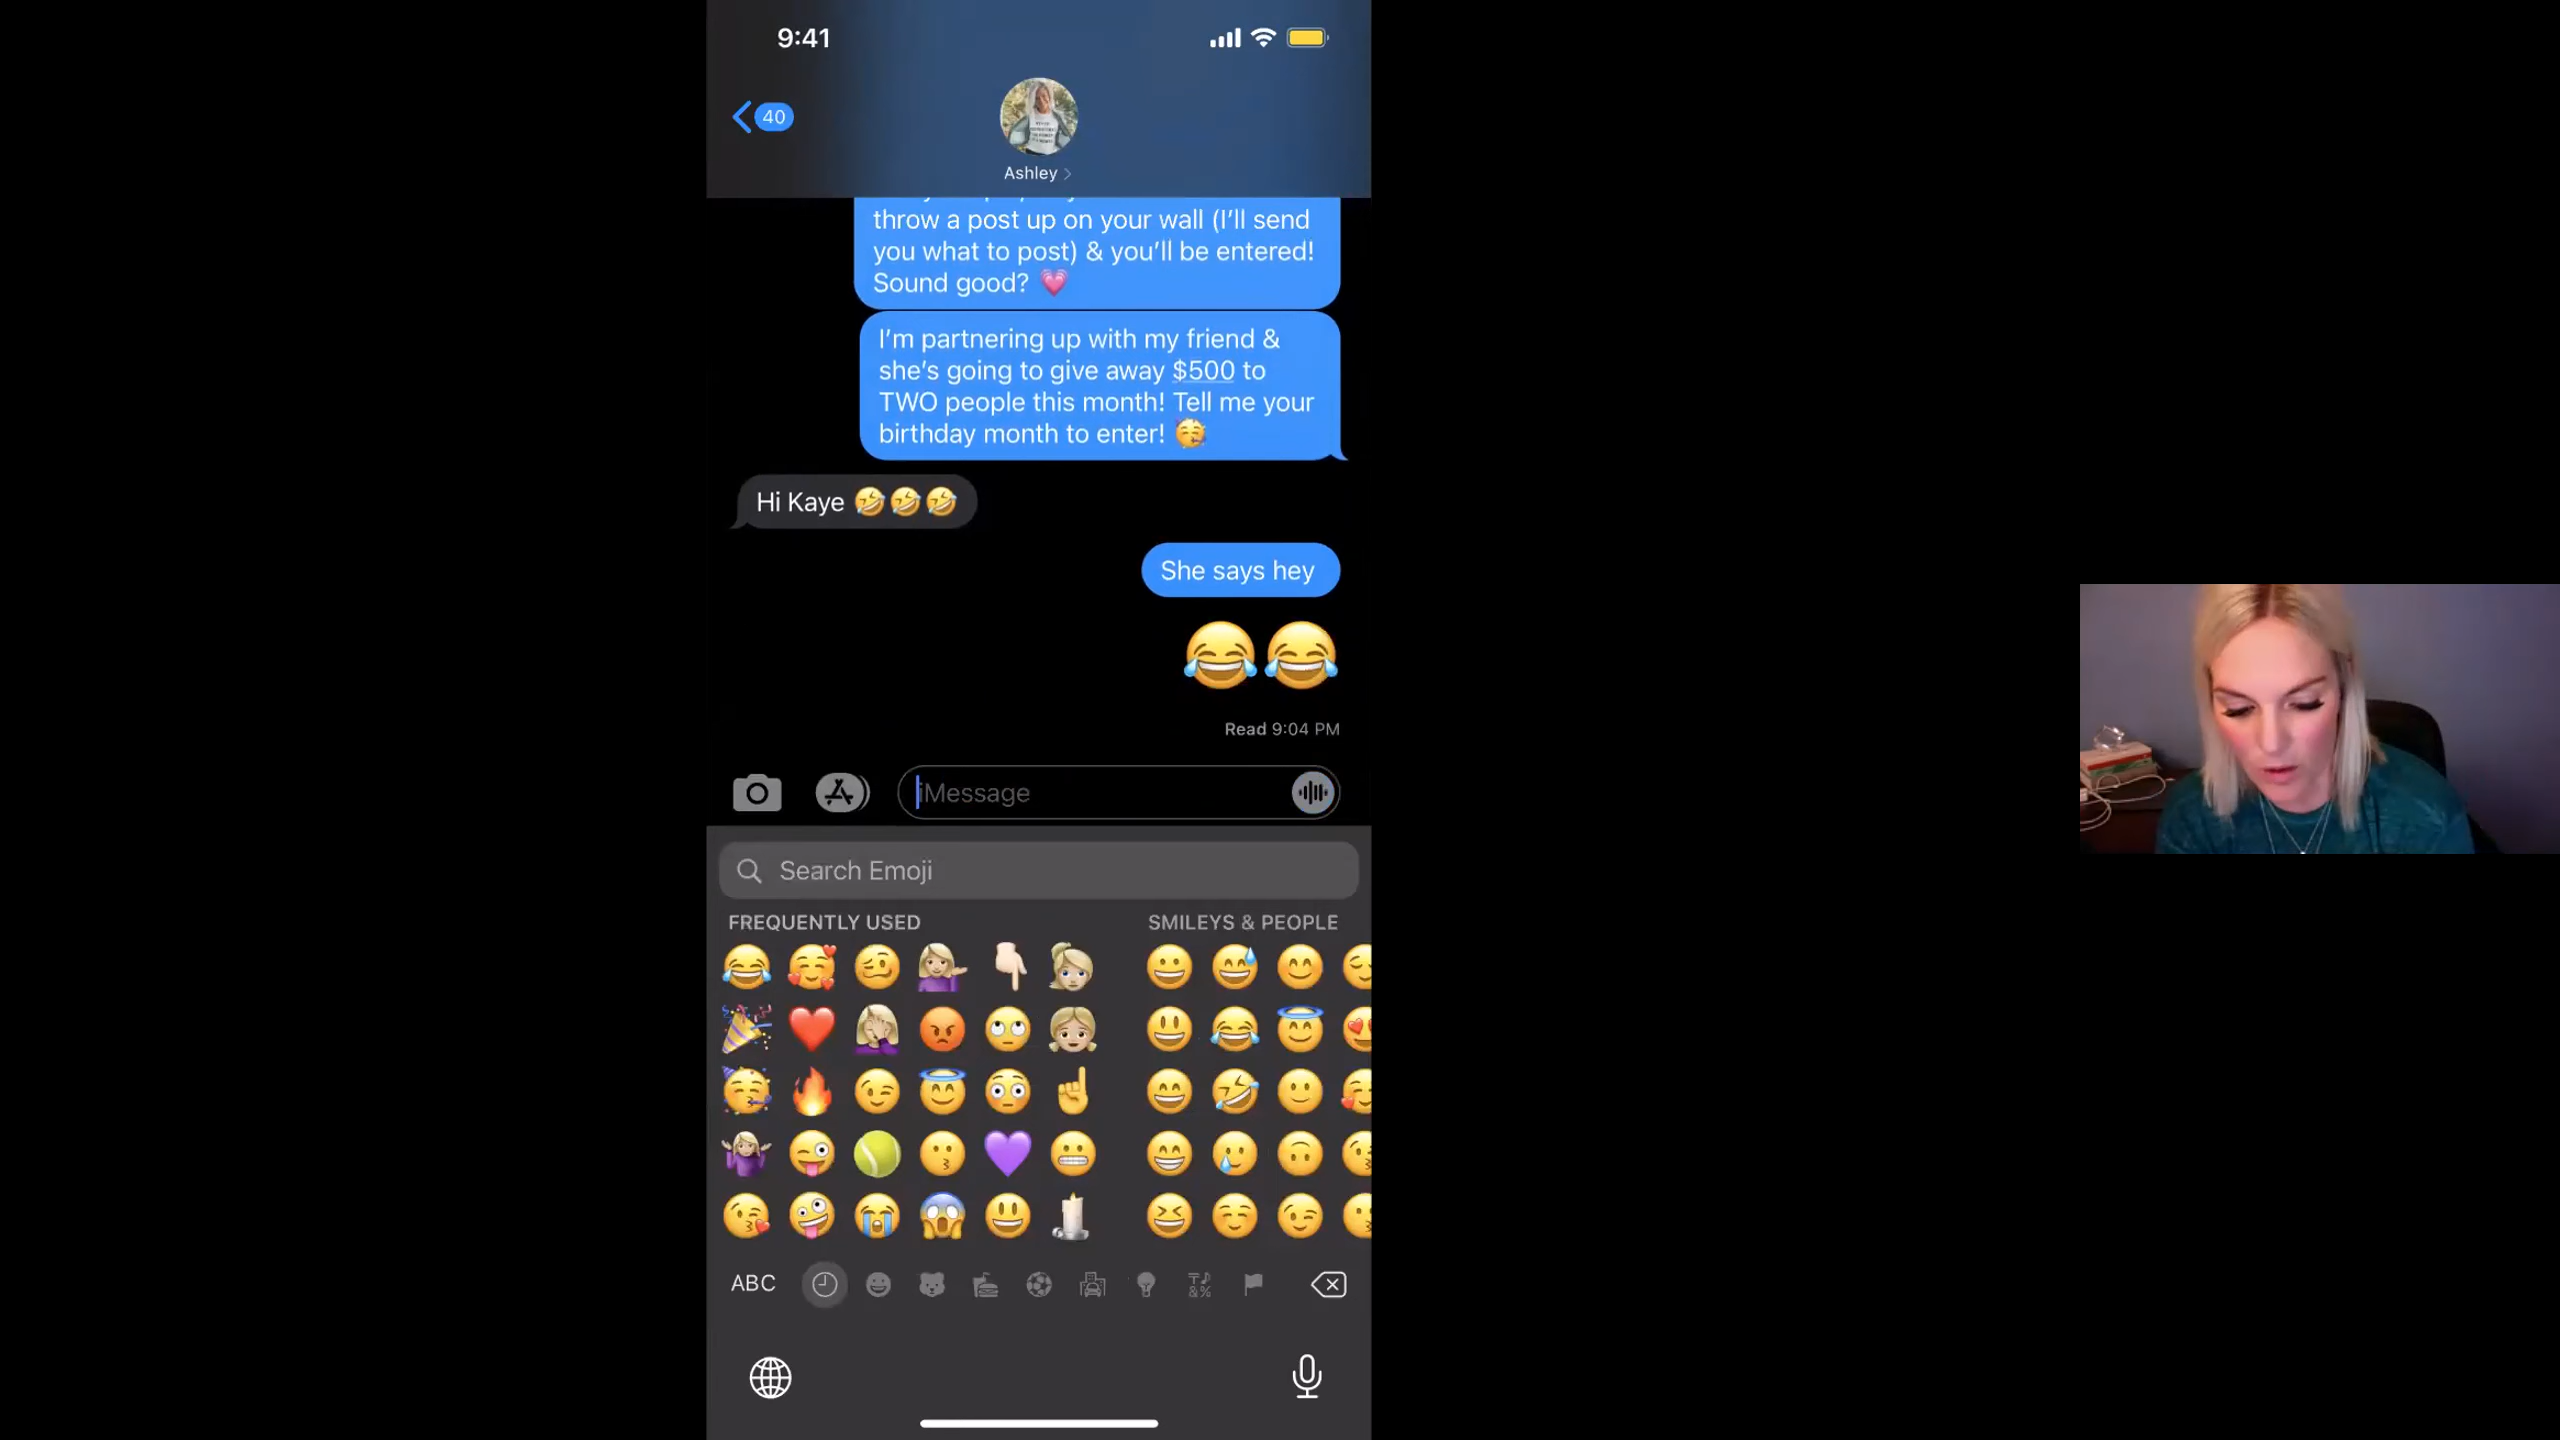 9:41
40
Ashley
throw a post up on your wall (I'll send
you what to post) & you'll be entered!
Sound good? 💗
I'm partnering up with my friend &
she's going to give away $500 to
TWO people this month! Tell me your
birthday month to enter! 🥳
Hi Kaye 🤣🤣🤣
She says hey
😂😂
Read 9:04 PM
iMessage
Search Emoji
FREQUENTLY USED
SMILEYS & PEOPLE
ABC